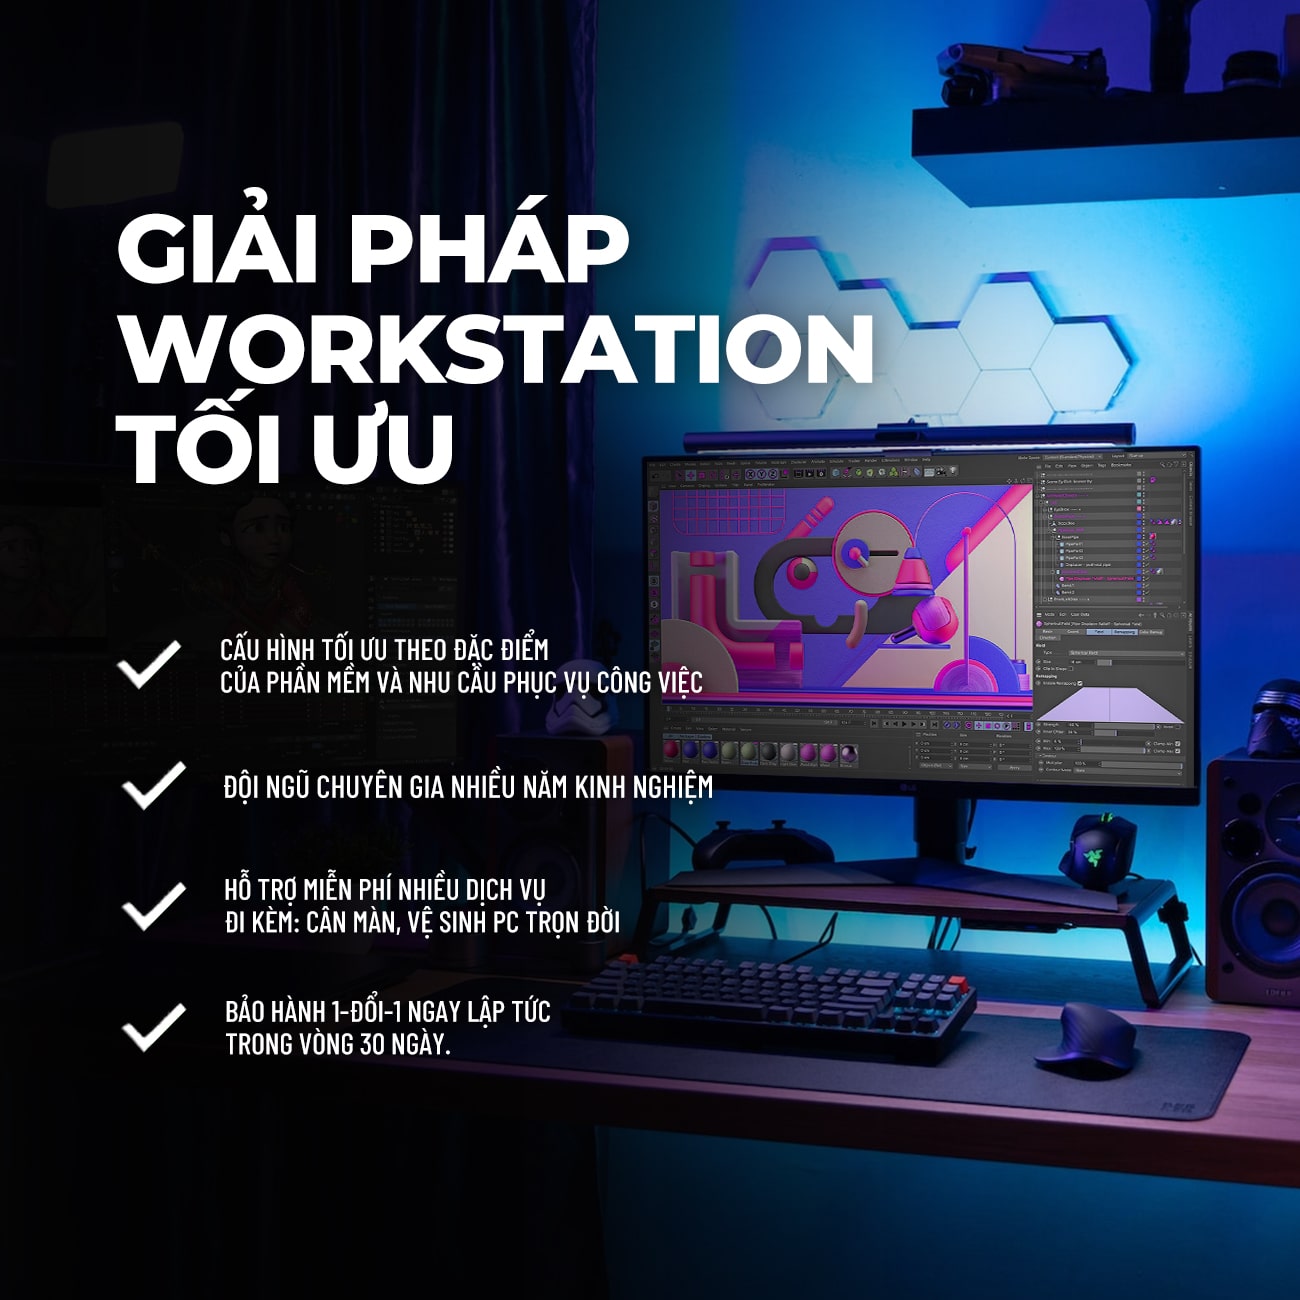 GIẢI PHÁP
WORKSTATION
TỐI ƯU
CẤU HÌNH TỐI ƯU THEO ĐẶC ĐIỂM
CỦA PHẦN MỀM VÀ NHU CẦU PHỤC VỤ CÔNG VIỆC
ĐỘI NGŨ CHUYÊN GIA NHIỀU NĂM KINH NGHIỆM
HỖ TRỢ MIỄN PHÍ NHIỀU DỊCH VỤ
ĐI KÈM: CÂN MÀN, VỆ SINH PC TRỌN ĐỜI
BẢO HÀNH 1-ĐỔI-1 NGAY LẬP TỨC
TRONG VÒNG 30 NGÀY.
LG